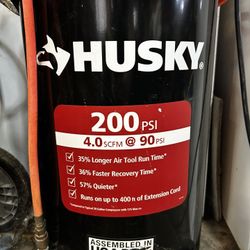 HUSKY®
200 PSI
4.0 SCFM @ 90 PSI
35% Longer Air Tool Run Time*
36% Faster Recovery Time*
57% Quieter*
Runs on up to 400 ft of Extension Cord
ASSEMBLED IN